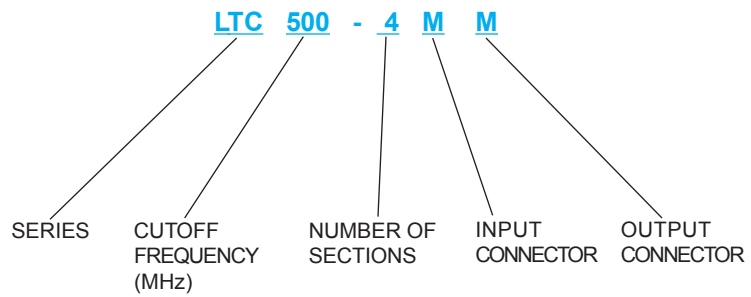 LTC 500 - 4 M M
SERIES
CUTOFF
FREQUENCY
(MHz)
NUMBER OF
SECTIONS
INPUT
CONNECTOR
OUTPUT
CONNECTOR